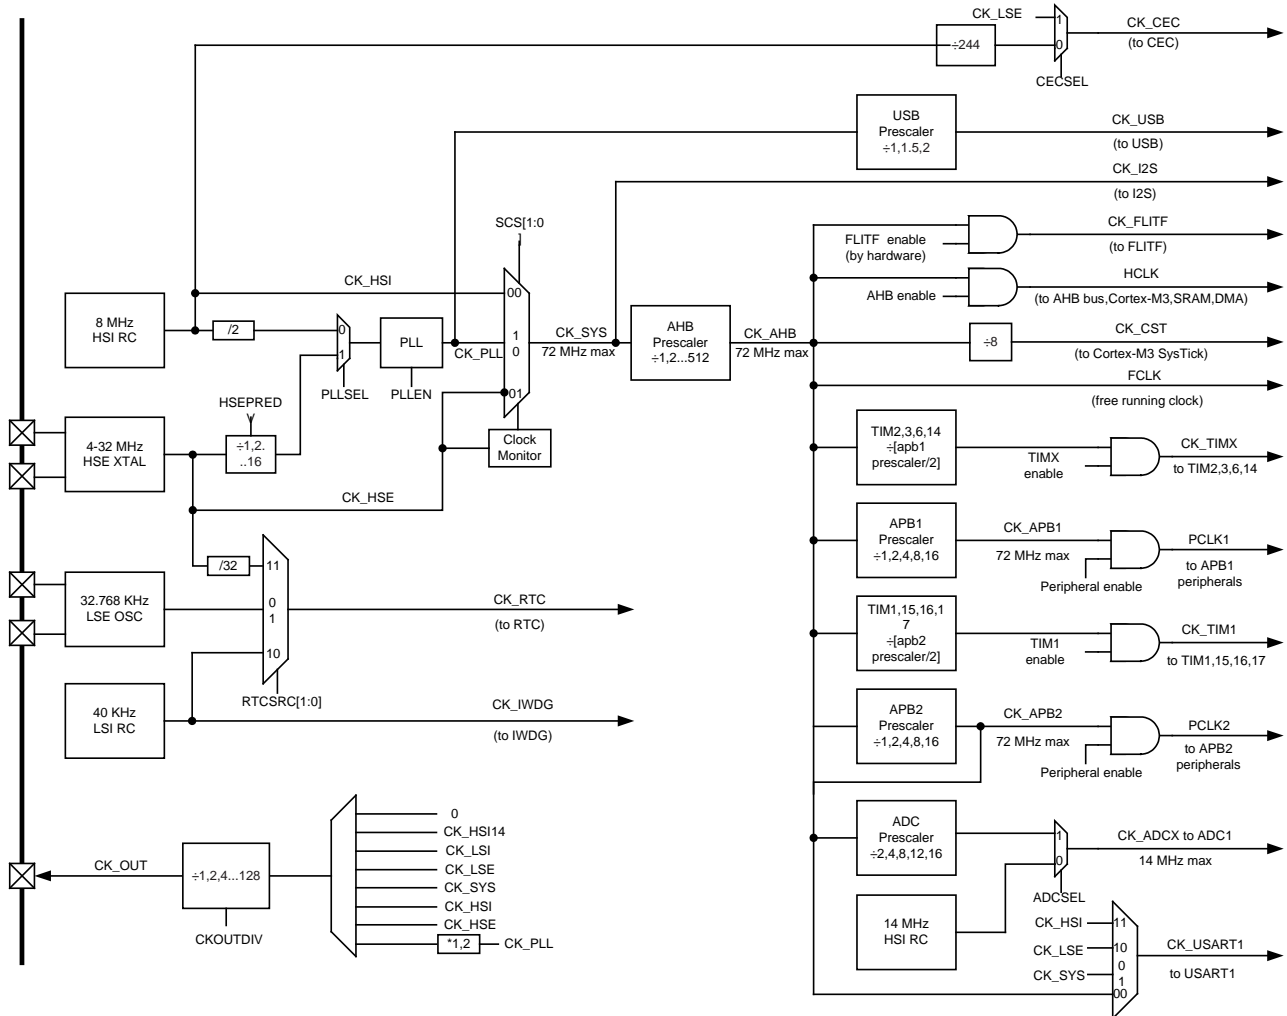 CK_LSE
1
CK_CEC
÷244
0
(to CEC)
CECSEL
USB
Prescaler
÷1,1.5,2
CK_USB
(to USB)
CK_I2S
(to I2S)
SCS[1:0
]
FLITF enable
(by hardware)
CK_FLITF
(to FLITF)
CK_HSI
00
AHB enable
HCLK
(to AHB bus,Cortex-M3,SRAM,DMA)
8 MHz
HSI RC
/2
0
1
PLLSEL
PLL
PLLEN
CK_PLL
1
0
CK_SYS
72 MHz max
AHB
Prescaler
÷1,2...512
CK_AHB
72 MHz max
÷8
CK_CST
(to Cortex-M3 SysTick)
FCLK
(free running clock)
01
HSEPRED
4-32 MHz
HSE XTAL
÷1,2.
..16
Clock
Monitor
TIM2,3,6,14
÷[apb1
prescaler/2]
TIMX
enable
CK_TIMX
to TIM2,3,6,14
CK_HSE
APB1
Prescaler
÷1,2,4,8,16
CK_APB1
72 MHz max
Peripheral enable
PCLK1
to APB1
peripherals
/32
11
32.768 KHz
LSE OSC
0
1
CK_RTC
(to RTC)
10
RTCSRC[1:0]
TIM1,15,16,1
7
÷[apb2
prescaler/2]
TIM1
enable
CK_TIM1
to TIM1,15,16,17
40 KHz
LSI RC
CK_IWDG
(to IWDG)
APB2
Prescaler
÷1,2,4,8,16
CK_APB2
72 MHz max
Peripheral enable
PCLK2
to APB2
peripherals
ADC
Prescaler
÷2,4,8,12,16
1
0
ADCSEL
CK_ADCX to ADC1
14 MHz max
CK_OUT
÷1,2,4...128
CKOUTDIV
0
CK_HSI14
CK_LSI
CK_LSE
CK_SYS
CK_HSI
CK_HSE
*1,2
CK_PLL
14 MHz
HSI RC
CK_HSI
11
CK_LSE
10
CK_SYS
0
1
00
CK_USART1
to USART1